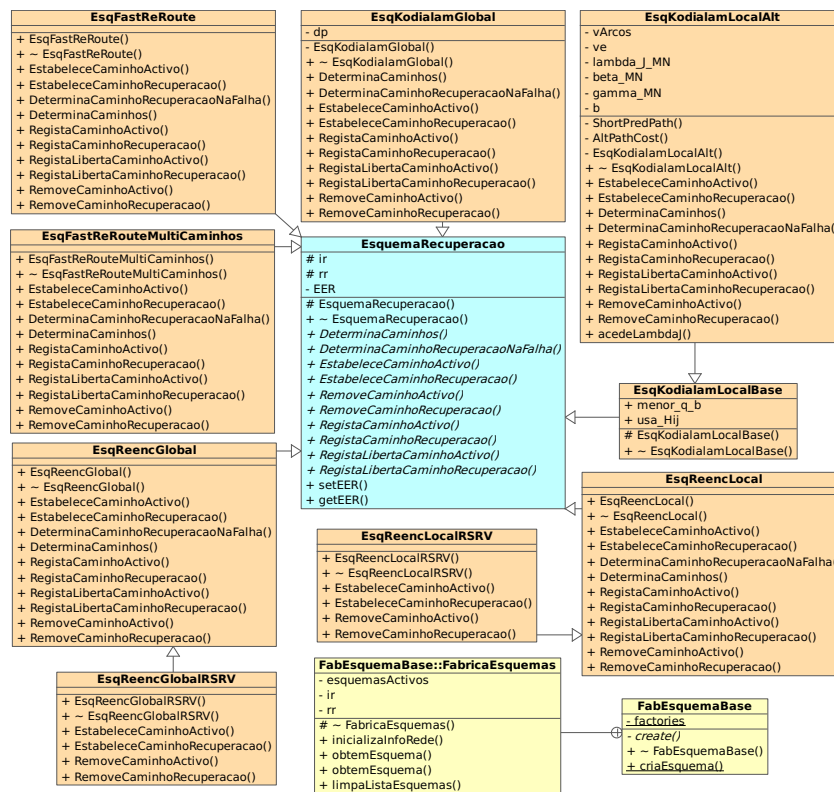 EsqFastReRoute
+ EsqFastReRoute()
+ ~ EsqFastReRoute()
+ EstabeleceCaminhoActivo()
+ EstabeleceCaminhoRecuperacao()
+ DeterminaCaminhoRecuperacaoNaFalha()
+ DeterminaCaminhos()
+ RegistaCaminhoActivo()
+ RegistaCaminhoRecuperacao()
+ RegistaLibertaCaminhoActivo()
+ RegistaLibertaCaminhoRecuperacao()
+ RemoveCaminhoActivo()
+ RemoveCaminhoRecuperacao()
EsqKodialamGlobal
- dp
- EsqKodialamGlobal()
+ ~ EsqKodialamGlobal()
+ DeterminaCaminhos()
+ DeterminaCaminhoRecuperacaoNaFalha()
+ EstabeleceCaminhoActivo()
+ EstabeleceCaminhoRecuperacao()
+ RegistaCaminhoActivo()
+ RegistaCaminhoRecuperacao()
+ RegistaLibertaCaminhoActivo()
+ RegistaLibertaCaminhoRecuperacao()
+ RemoveCaminhoActivo()
+ RemoveCaminhoRecuperacao()
EsqKodialamLocalAlt
- vArcos
- ve
- lambda_J_MN
- beta_MN
- gamma_MN
- b
- ShortPredPath()
- AltPathCost()
- EsqKodialamLocalAlt()
+ ~ EsqKodialamLocalAlt()
+ EstabeleceCaminhoActivo()
+ EstabeleceCaminhoRecuperacao()
+ DeterminaCaminhos()
+ DeterminaCaminhoRecuperacaoNaFalha()
+ RegistaCaminhoActivo()
+ RegistaCaminhoRecuperacao()
+ RegistaLibertaCaminhoActivo()
+ RegistaLibertaCaminhoRecuperacao()
+ RemoveCaminhoActivo()
+ RemoveCaminhoRecuperacao()
+ acedeLambdaJ()
EsqFastReRouteMultiCaminhos
+ EsqFastReRouteMultiCaminhos()
+ ~ EsqFastReRouteMultiCaminhos()
+ EstabeleceCaminhoActivo()
+ EstabeleceCaminhoRecuperacao()
+ DeterminaCaminhoRecuperacaoNaFalha()
+ DeterminaCaminhos()
+ RegistaCaminhoActivo()
+ RegistaCaminhoRecuperacao()
+ RegistaLibertaCaminhoActivo()
+ RegistaLibertaCaminhoRecuperacao()
+ RemoveCaminhoActivo()
+ RemoveCaminhoRecuperacao()
EsquemaRecuperacao
# ir
# rr
- EER
# EsquemaRecuperacao()
+ ~ EsquemaRecuperacao()
+ DeterminaCaminhos()
+ DeterminaCaminhoRecuperacaoNaFalha()
+ EstabeleceCaminhoActivo()
+ EstabeleceCaminhoRecuperacao()
+ RemoveCaminhoActivo()
+ RemoveCaminhoRecuperacao()
+ RegistaCaminhoActivo()
+ RegistaCaminhoRecuperacao()
+ RegistaLibertaCaminhoActivo()
+ RegistaLibertaCaminhoRecuperacao()
+ setEER()
+ getEER()
EsqKodialamLocalBase
+ menor_q_b
+ usa_Hij
# EsqKodialamLocalBase()
+ ~ EsqKodialamLocalBase()
EsqReencGlobal
+ EsqReencGlobal()
+ ~ EsqReencGlobal()
+ EstabeleceCaminhoActivo()
+ EstabeleceCaminhoRecuperacao()
+ DeterminaCaminhoRecuperacaoNaFalha()
+ DeterminaCaminhos()
+ RegistaCaminhoActivo()
+ RegistaCaminhoRecuperacao()
+ RegistaLibertaCaminhoActivo()
+ RegistaLibertaCaminhoRecuperacao()
+ RemoveCaminhoActivo()
+ RemoveCaminhoRecuperacao()
EsqReencLocal
+ EsqReencLocal()
+ ~ EsqReencLocal()
+ EstabeleceCaminhoActivo()
+ EstabeleceCaminhoRecuperacao()
+ DeterminaCaminhoRecuperacaoNaFalha()
+ DeterminaCaminhos()
+ RegistaCaminhoActivo()
+ RegistaCaminhoRecuperacao()
+ RegistaLibertaCaminhoActivo()
+ RegistaLibertaCaminhoRecuperacao()
+ RemoveCaminhoActivo()
+ RemoveCaminhoRecuperacao()
EsqReencLocalRSRV
+ EsqReencLocalRSRV()
+ ~ EsqReencLocalRSRV()
+ EstabeleceCaminhoActivo()
+ EstabeleceCaminhoRecuperacao()
+ RemoveCaminhoActivo()
+ RemoveCaminhoRecuperacao()
EsqReencGlobalRSRV
+ EsqReencGlobalRSRV()
+ ~ EsqReencGlobalRSRV()
+ EstabeleceCaminhoActivo()
+ EstabeleceCaminhoRecuperacao()
+ RemoveCaminhoActivo()
+ RemoveCaminhoRecuperacao()
FabEsquemaBase::FabricaEsquemas
- esquemasActivos
- ir
- rr
# ~ FabricaEsquemas()
+ inicializaInfoRede()
+ obtemEsquema()
+ obtemEsquema()
+ limpaListaEsquemas()
FabEsquemaBase
- factories
- create()
+ ~ FabEsquemaBase()
+ criaEsquema()